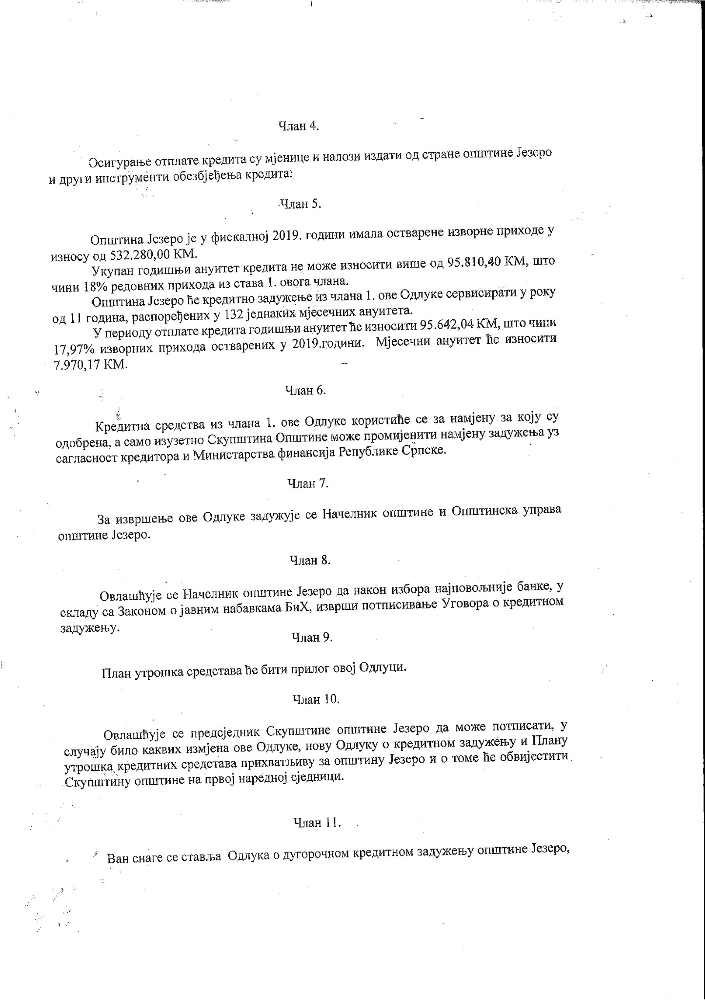 Члан 4.
Осигурање отплате кредита су мјенице и налози издати од стране општине Језеро
и други инструменти обезбјеђења кредита.
Члан 5.
Општина Језеро је у фискалној 2019. години имала остварене изворне приходе у
износу од 532.280,00 КМ.
Укупан годишњи ануитет кредита не може износити више од 95.810,40 КМ, што
чини 18% редовних прихода из става 1. овога члана.
Општина Језеро ће кредитно задужење из члана 1. ове Одлуке сервисирати у року
од 11 година, распоређених у 132 једнаких мјесечних ануитета.
У периоду отплате кредита годишњи ануитет ће износити 95.642,04 КМ, што чини
17,97% изворних прихода остварених у 2019.години. Мјесечни ануитет ће износити
7.970,17 КМ.
Члан 6.
Кредитна средства из члана 1. ове Одлуке користиће се за намјену за коју су
одобрена, а само изузетно Скупштина Општине може промијенити намјену задужења уз
сагласност кредитора и Министарства финансија Републике Српске.
Члан 7.
За извршење ове Одлуке задужује се Начелник општине и Општинска управа
општине Језеро.
Члан 8.
Овлашћује се Начелник општине Језеро да након избора најповољније банке, у
складу са Законом о јавним набавкама БиХ, изврши потписивање Уговора о кредитном
задужењу.
Члан 9.
План утрошка средстава ће бити прилог овој Одлуци.
Члан 10.
Овлашћује се предсједник Скупштине општине Језеро да може потписати, у
случају било каквих измјена ове Одлуке, нову Одлуку о кредитном задужењу и Плану
утрошка кредитних средстава прихватљиву за општину Језеро и о томе ће обвијестити
Скупштину општине на првој наредној сједници.
Члан 11.
Ван снаге се ставља Одлука о дугорочном кредитном задужењу општине Језеро,